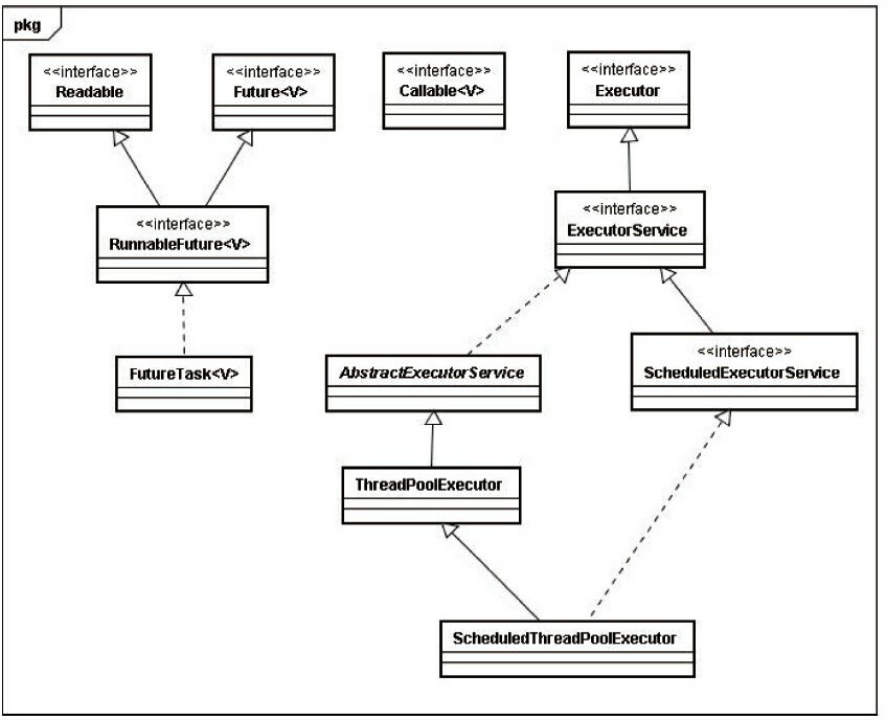 pkg
<<interface>>
Readable
<<interface>>
Future<V>
<<interface>>
Callable<V>
<<interface>>
Executor
<<interface>>
RunnableFuture<V>
<<interface>>
ExecutorService
FutureTask<V>
AbstractExecutorService
<<interface>>
ScheduledExecutorService
ThreadPoolExecutor
ScheduledThreadPoolExecutor